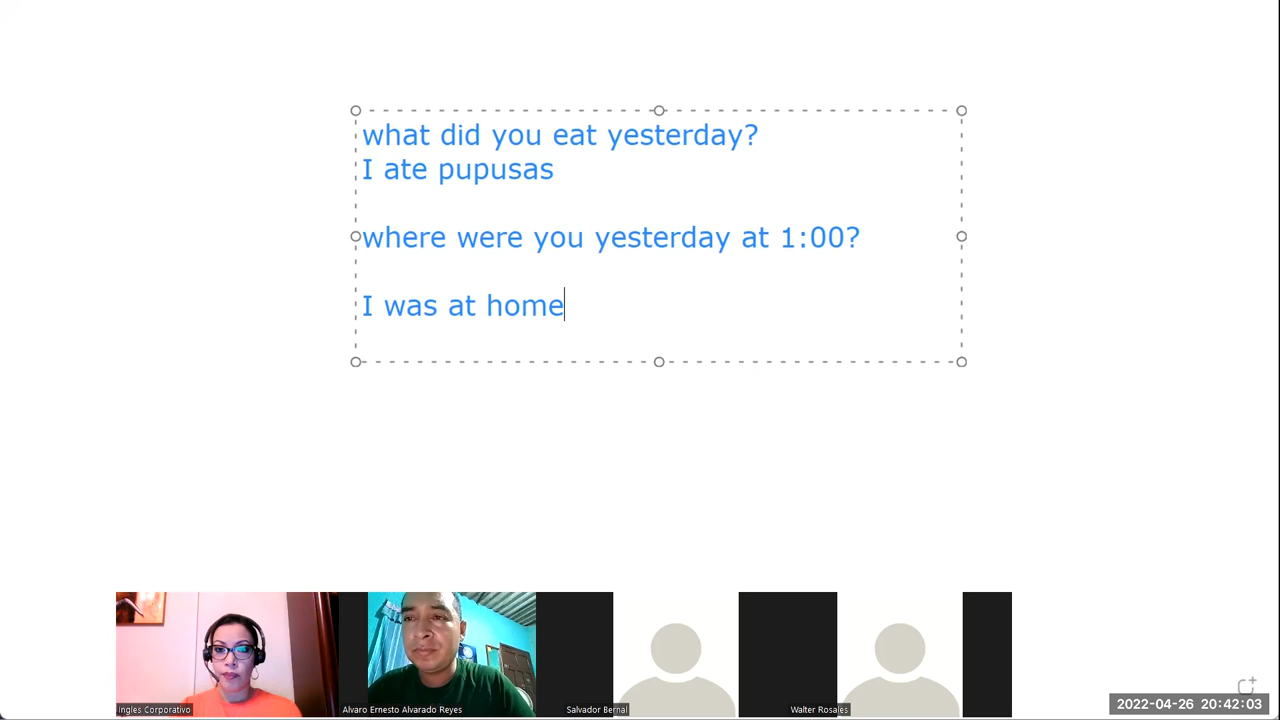 what did you eat yesterday?
I ate pupusas
where were you yesterday at 1:00?
I was at home
Ingles Corporativo
Alvaro Ernesto Alvarado Reyes
Salvador Bernal
Walter Rosales
2022-04-26 20:42:03